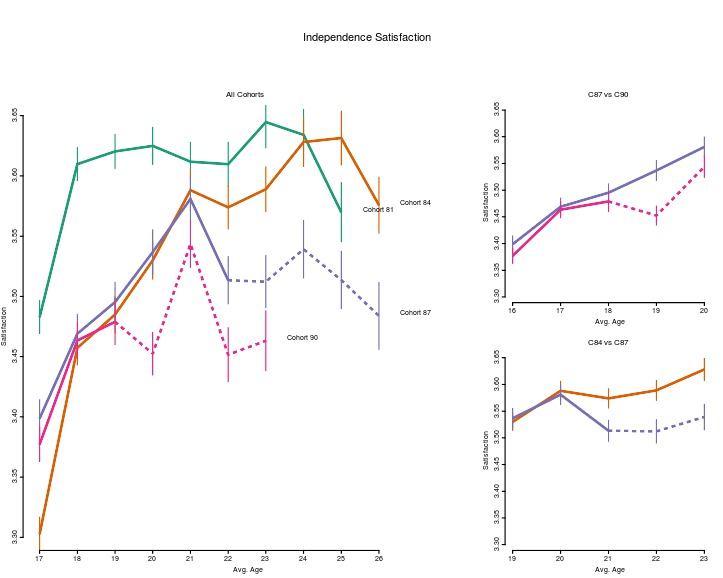 Independence Satisfaction
All Cohorts
Satisfaction
3.65
3.60
3.55
3.50
3.45
3.40
3.35
3.30
17 18 19 20 21 22 23 24 25 26
Avg. Age
Cohort 81
Cohort 84
Cohort 87
Cohort 90
C87 vs C90
Satisfaction
3.65
3.60
3.55
3.50
3.45
3.40
3.35
3.30
16 17 18 19 20
Avg. Age
C84 vs C87
Satisfaction
3.65
3.60
3.55
3.50
3.45
3.40
3.35
3.30
19 20 21 22 23
Avg. Age